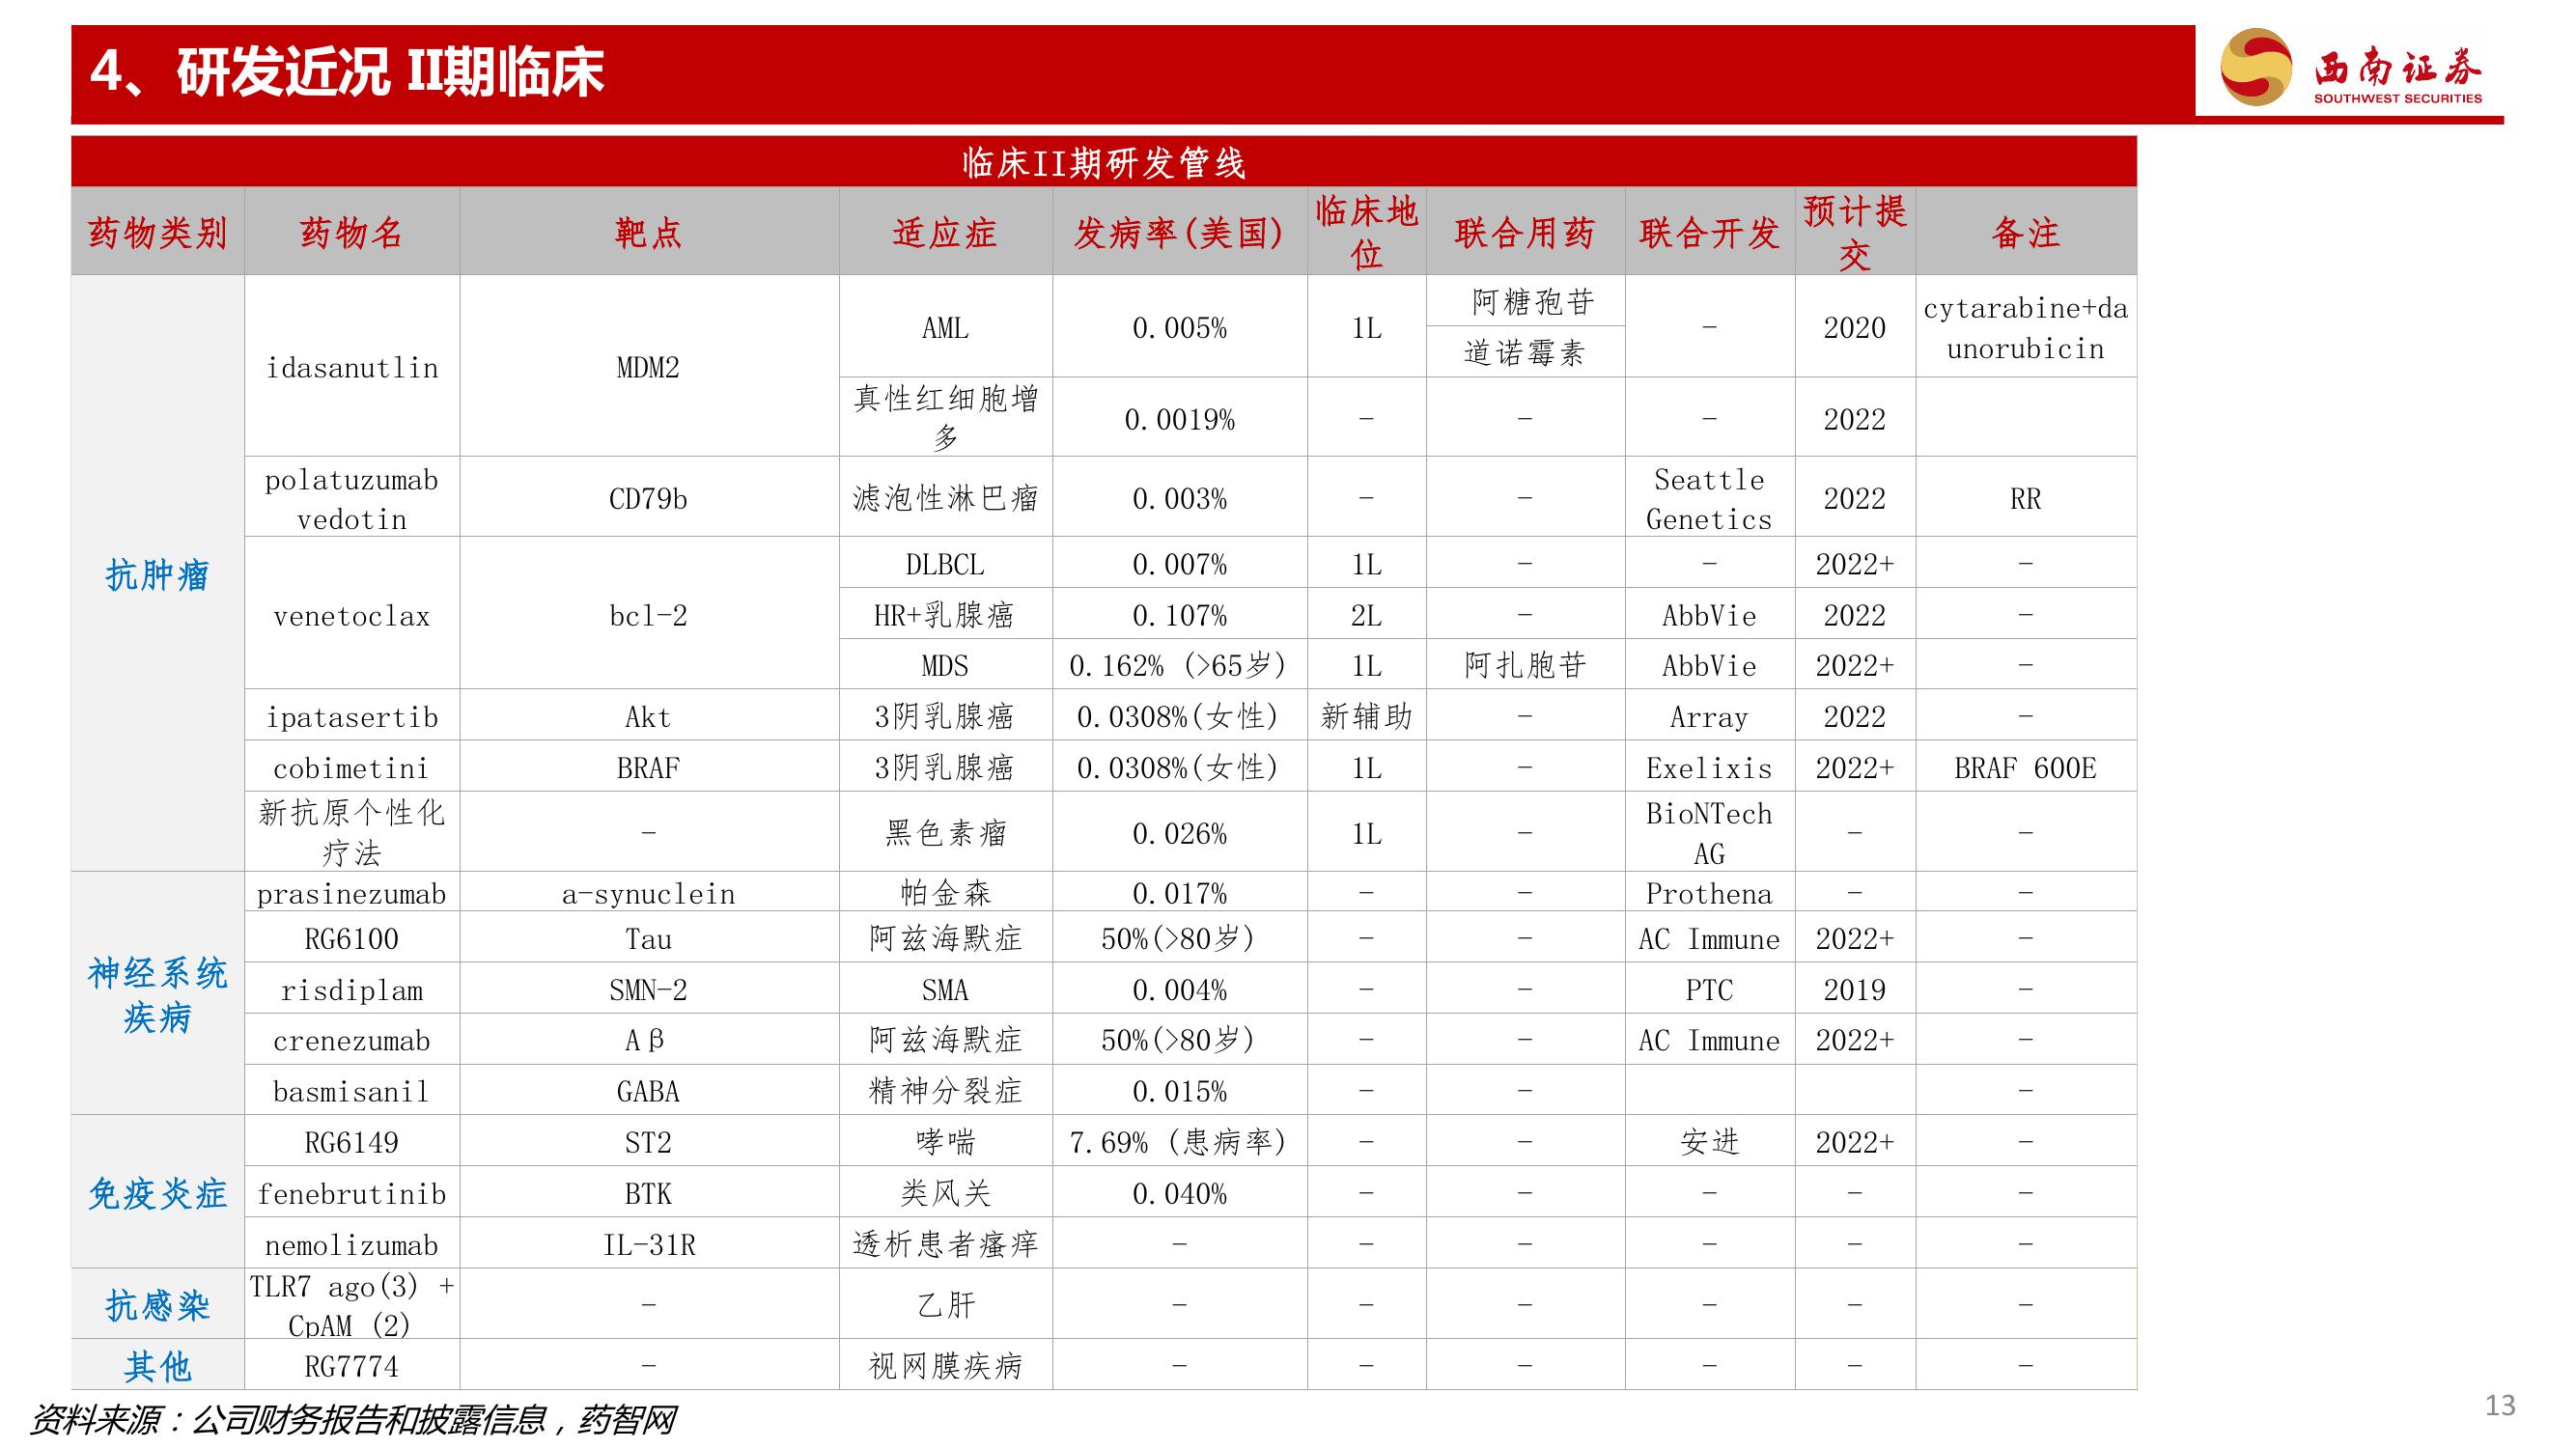 4、研发近况 II期临床
西南证券
SOUTHWEST SECURITIES
临床II期研发管线
药物类别 药物名 靶点 适应症 发病率(美国) 临床地位 联合用药 联合开发 预计提交 备注
抗肿瘤
idasanutlin MDM2 AML 0.005% 1L 阿糖孢苷 - 2020 cytarabine+daunorubicin
道诺霉素
真性红细胞增多 0.0019% - - - 2022
polatuzumab vedotin CD79b 滤泡性淋巴瘤 0.003% - - Seattle Genetics 2022 RR
venetoclax bcl-2 DLBCL 0.007% 1L - - 2022+ -
HR+乳腺癌 0.107% 2L - AbbVie 2022 -
MDS 0.162% (>65岁) 1L 阿扎胞苷 AbbVie 2022+ -
ipatasertib Akt 3阴乳腺癌 0.0308%(女性) 新辅助 - Array 2022 -
cobimetini BRAF 3阴乳腺癌 0.0308%(女性) 1L - Exelixis 2022+ BRAF 600E
新抗原个性化疗法 - 黑色素瘤 0.026% 1L - BioNTech AG - -
神经系统疾病
prasinezumab a-synuclein 帕金森 0.017% - - Prothena - -
RG6100 Tau 阿兹海默症 50%(>80岁) - - AC Immune 2022+ -
risdiplam SMN-2 SMA 0.004% - - PTC 2019 -
crenezumab Aβ 阿兹海默症 50%(>80岁) - - AC Immune 2022+ -
basmisanil GABA 精神分裂症 0.015% - - -
免疫炎症
RG6149 ST2 哮喘 7.69% (患病率) - - 安进 2022+ -
fenebrutinib BTK 类风关 0.040% - - - - -
nemolizumab IL-31R 透析患者瘙痒 - - - - - -
抗感染 TLR7 ago(3) + CpAM (2) - 乙肝 - - - - - -
其他 RG7774 - 视网膜疾病 - - - - - -
资料来源：公司财务报告和披露信息，药智网
13